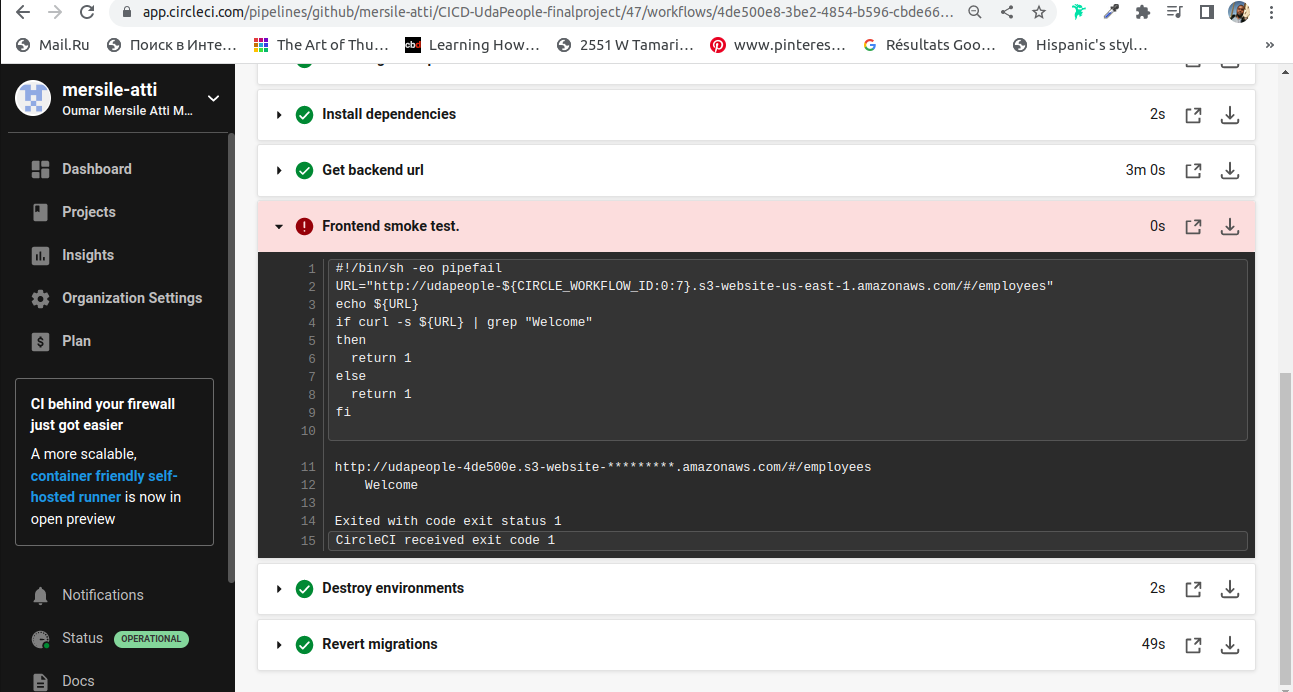 app.circleci.com/pipelines/github/mersile-atti/CICD-UdaPeople-finalproject/47/workflows/4de500e8-3be2-4854-b596-cbde66...
Mail.Ru
Поиск в Инте...
The Art of Thu...
cbd
Learning How...
2551 W Tamari...
www.pinteres...
Résultats Goo...
Hispanic's styl...
»
mersile-atti
Oumar Mersile Atti M...
Dashboard
Projects
Insights
Organization Settings
Plan
CI behind your firewall
just got easier
A more scalable,
container friendly self-
hosted runner is now in
open preview
Notifications
Status OPERATIONAL
Docs
Install dependencies 2s
Get backend url 3m 0s
Frontend smoke test. 0s
1 #!/bin/sh -eo pipefail
2 URL="http://udapeople-${CIRCLE_WORKFLOW_ID:0:7}.s3-website-us-east-1.amazonaws.com/#/employees"
3 echo ${URL}
4 if curl -s ${URL} | grep "Welcome"
5 then
6   return 1
7 else
8   return 1
9 fi
10
11 http://udapeople-4de500e.s3-website-*********.amazonaws.com/#/employees
12     Welcome
13
14 Exited with code exit status 1
15 CircleCI received exit code 1
Destroy environments 2s
Revert migrations 49s